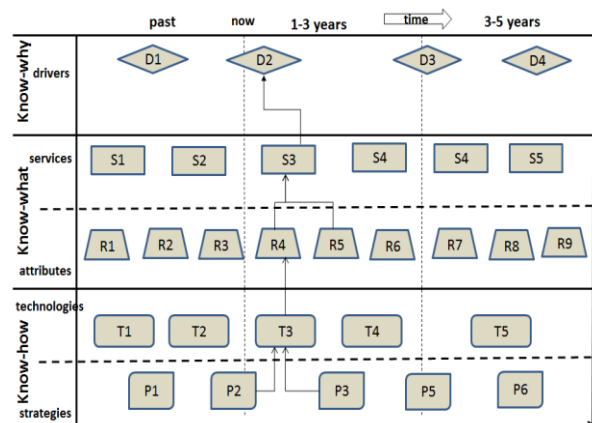 past now 1-3 years time 3-5 years
Know-why
drivers D1 D2 D3 D4
Know-what
services S1 S2 S3 S4 S4 S5
attributes R1 R2 R3 R4 R5 R6 R7 R8 R9
Know-how
technologies T1 T2 T3 T4 T5
strategies P1 P2 P3 P5 P6